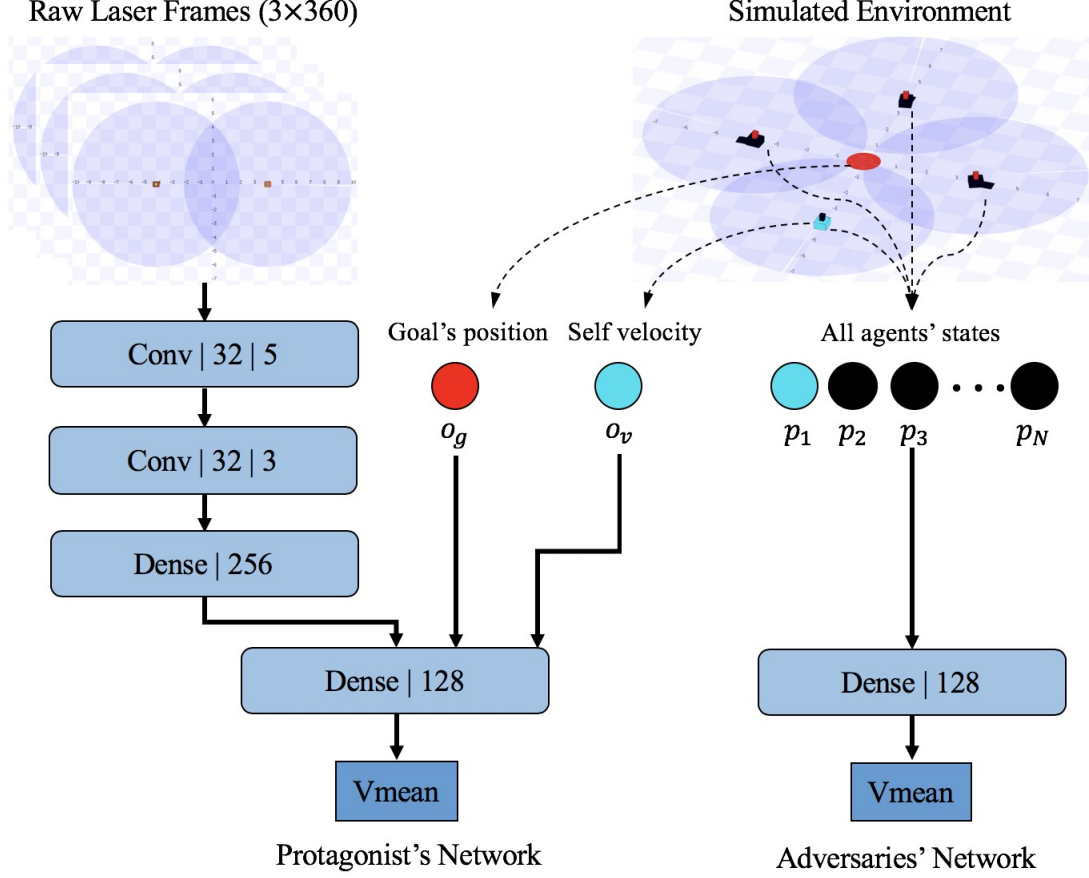 Raw Laser Frames (3×360)
Simulated Environment
Goal's position
Self velocity
All agents' states
Conv | 32 | 5
Conv | 32 | 3
Dense | 256
o_g
o_v
p_1
p_2
p_3
p_N
Dense | 128
Dense | 128
Vmean
Vmean
Protagonist's Network
Adversaries' Network